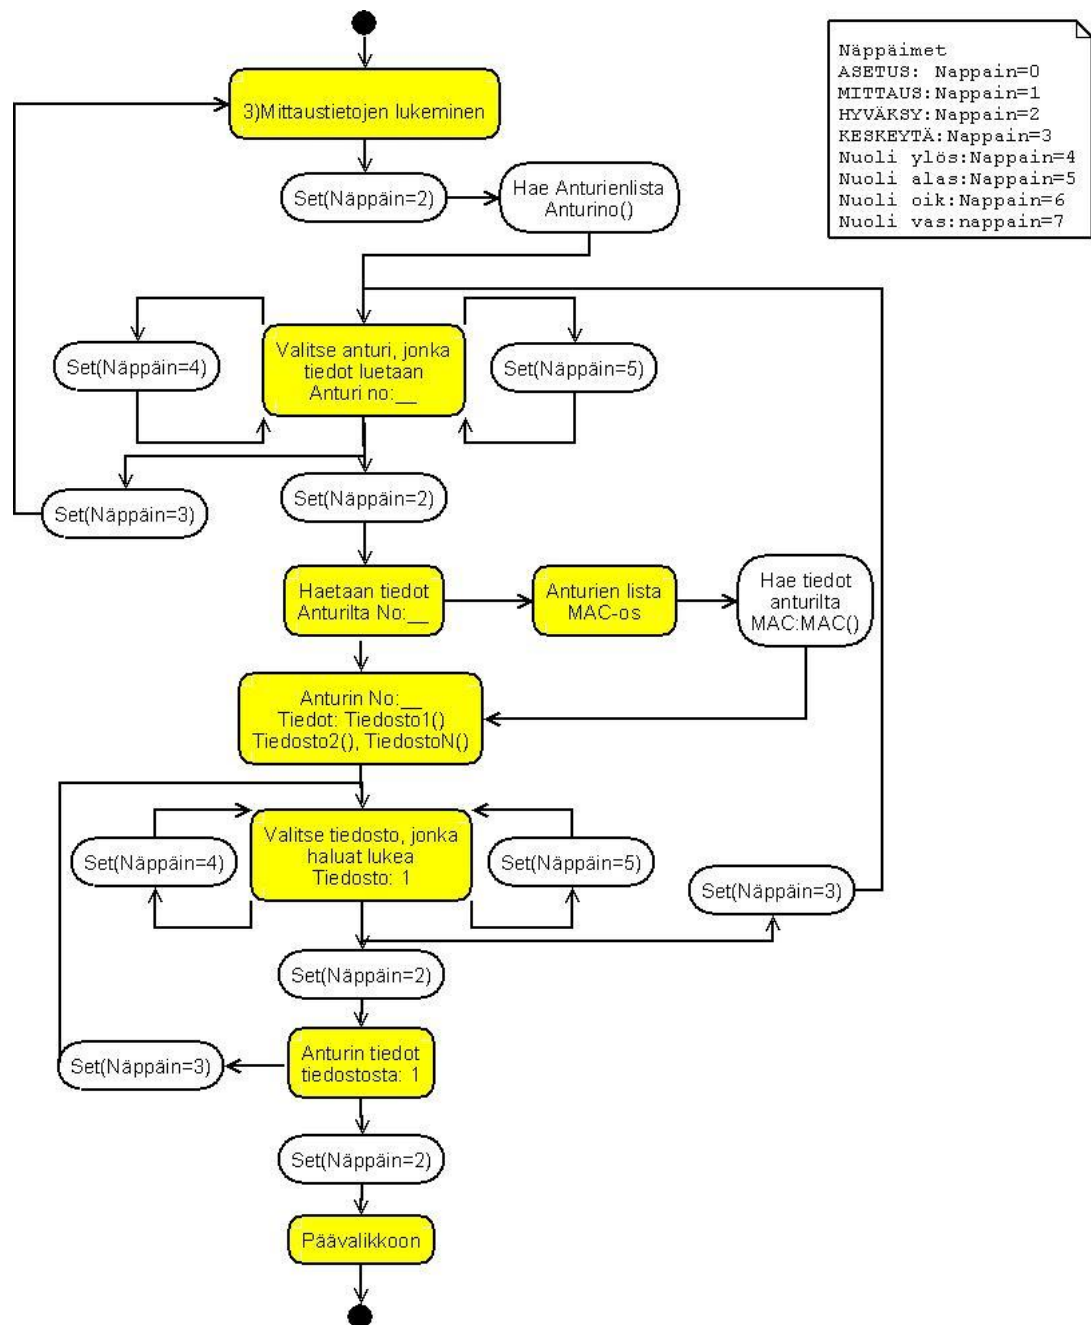 Näppäimet
ASETUS: Nappain=0
MITTAUS:Nappain=1
HYVÄKSY:Nappain=2
KESKEYTÄ:Nappain=3
Nuoli ylös:Nappain=4
Nuoli alas:Nappain=5
Nuoli oik:Nappain=6
Nuoli vas:nappain=7
3)Mittaustietojen lukeminen
Set(Näppäin=2)
Hae Anturienlista
Anturino()
Set(Näppäin=4)
Valitse anturi, jonka
tiedot luetaan
Anturi no:__
Set(Näppäin=5)
Set(Näppäin=3)
Set(Näppäin=2)
Haetaan tiedot
Anturilta No:__
Anturien lista
MAC-os
Hae tiedot
anturilta
MAC:MAC()
Anturin No:__
Tiedot: Tiedosto1()
Tiedosto2(), TiedostoN()
Set(Näppäin=4)
Valitse tiedosto, jonka
haluat lukea
Tiedosto: 1
Set(Näppäin=5)
Set(Näppäin=3)
Set(Näppäin=2)
Set(Näppäin=3)
Anturin tiedot
tiedostosta: 1
Set(Näppäin=2)
Päävalikkoon